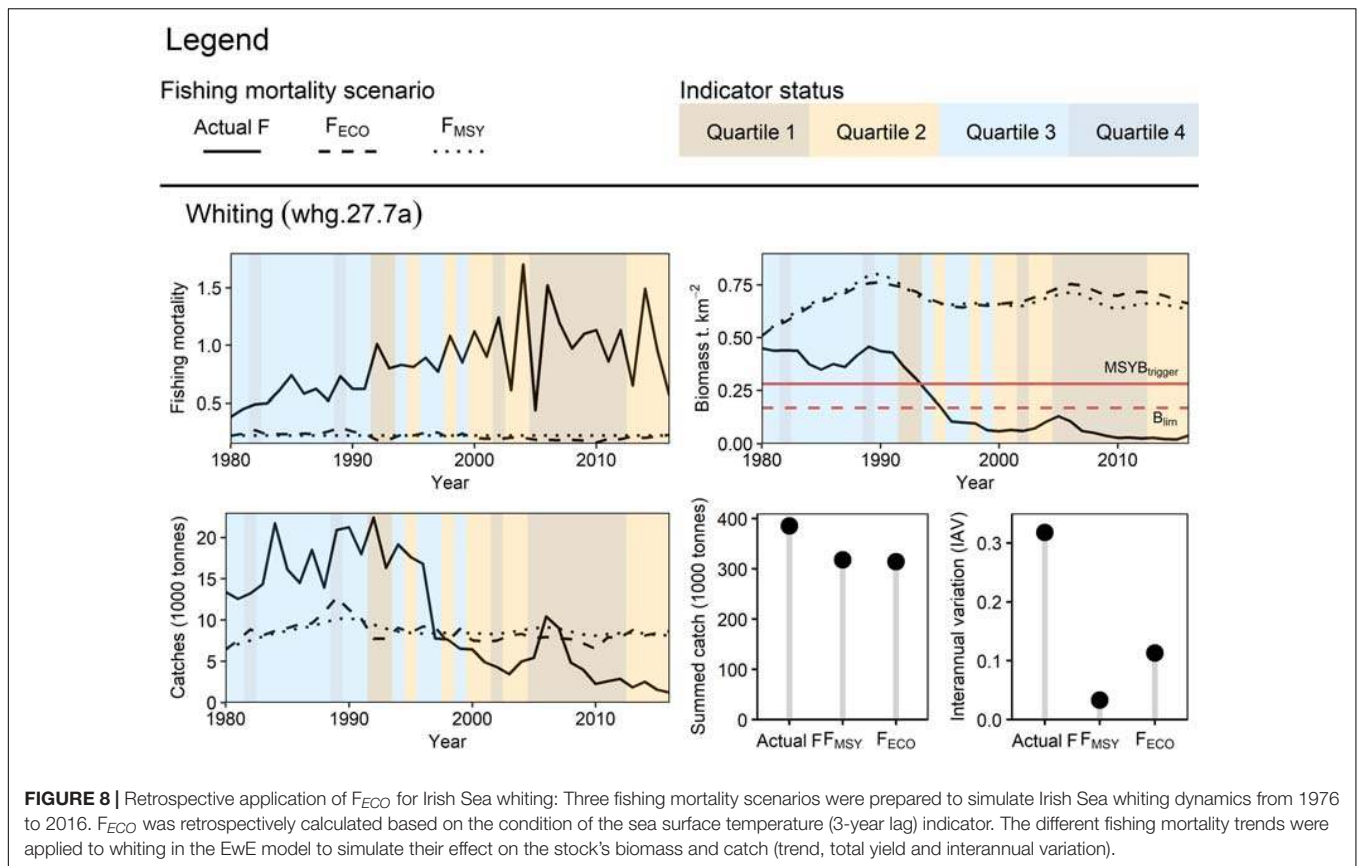 Legend
Fishing mortality scenario
Actual F FECO FMSY
Indicator status
Quartile 1 Quartile 2 Quartile 3 Quartile 4
Whiting (whg.27.7a)
Fishing mortality
1.5
1.0
0.5
1980 1990 2000 2010
Year
Biomass t. km−2
0.75
0.50
0.25
0.00
MSYBtrigger
Blim
1980 1990 2000 2010
Year
Catches (1000 tonnes)
20
15
10
5
0
1980 1990 2000 2010
Year
Summed catch (1000 tonnes)
400
300
200
100
0
Actual F FMSY FECO
Interannual variation (IAV)
0.3
0.2
0.1
0.0
Actual F FMSY FECO
FIGURE 8 | Retrospective application of FECO for Irish Sea whiting: Three fishing mortality scenarios were prepared to simulate Irish Sea whiting dynamics from 1976
to 2016. FECO was retrospectively calculated based on the condition of the sea surface temperature (3-year lag) indicator. The different fishing mortality trends were
applied to whiting in the EwE model to simulate their effect on the stock's biomass and catch (trend, total yield and interannual variation).